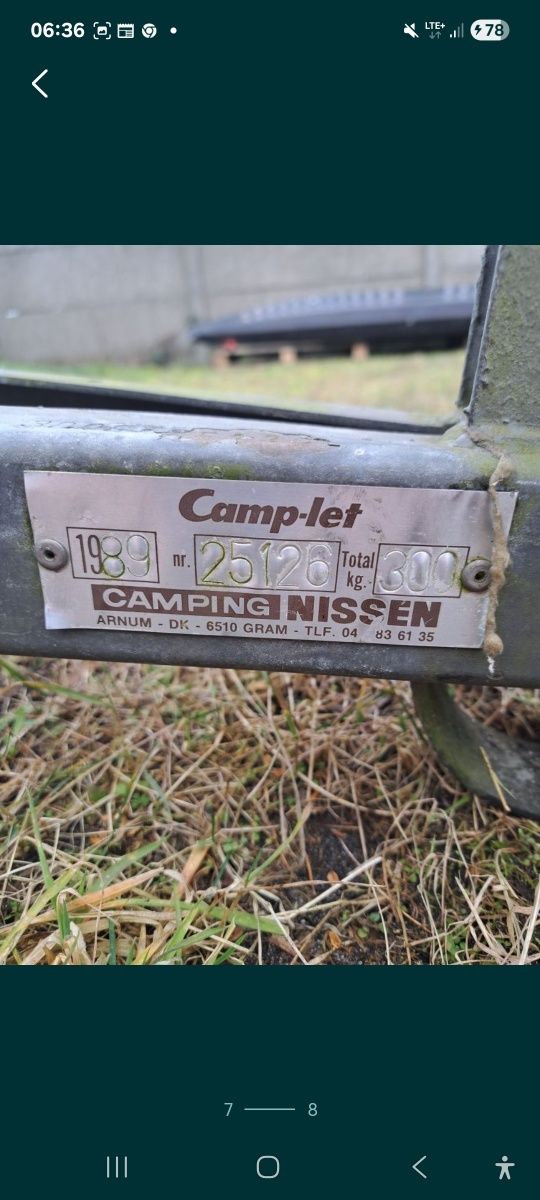 06:36
LTE+
78
Camp-let
1989 nr. 25126 Total kg. 300
CAMPING NISSEN
ARNUM - DK - 6510 GRAM - TLF. 04 83 61 35
7
8